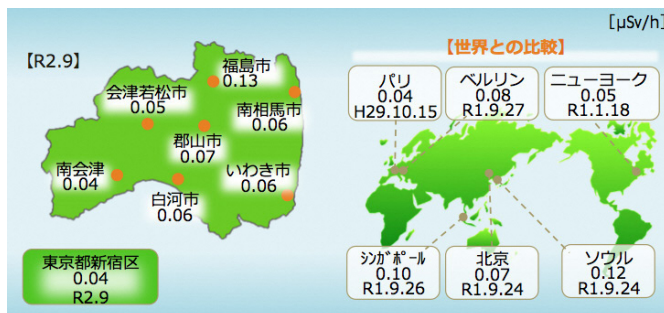 [μSv/h]
【R2.9】
福島市
0.13
会津若松市
0.05
南相馬市
0.06
郡山市
0.07
南会津
0.04
いわき市
0.06
白河市
0.06
東京都新宿区
0.04
R2.9
【世界との比較】
パリ
0.04
H29.10.15
ベルリン
0.08
R1.9.27
ニューヨーク
0.05
R1.1.18
シンガポール
0.10
R1.9.26
北京
0.07
R1.9.24
ソウル
0.12
R1.9.24